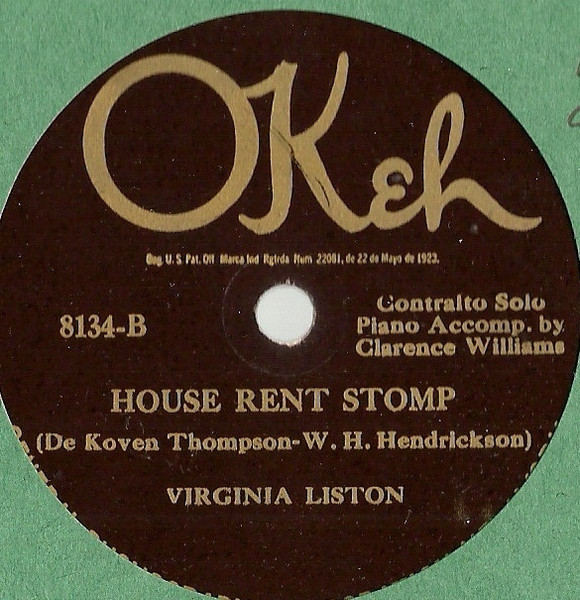 OKeh
Reg. U.S. Pat. Off Marca Ind Rgtrda Num 22081, de 22 de Mayo de 1923.
8134-B
Contralto Solo
Piano Accomp. by
Clarence Williams
HOUSE RENT STOMP
(De Koven Thompson-W. H. Hendrickson)
VIRGINIA LISTON